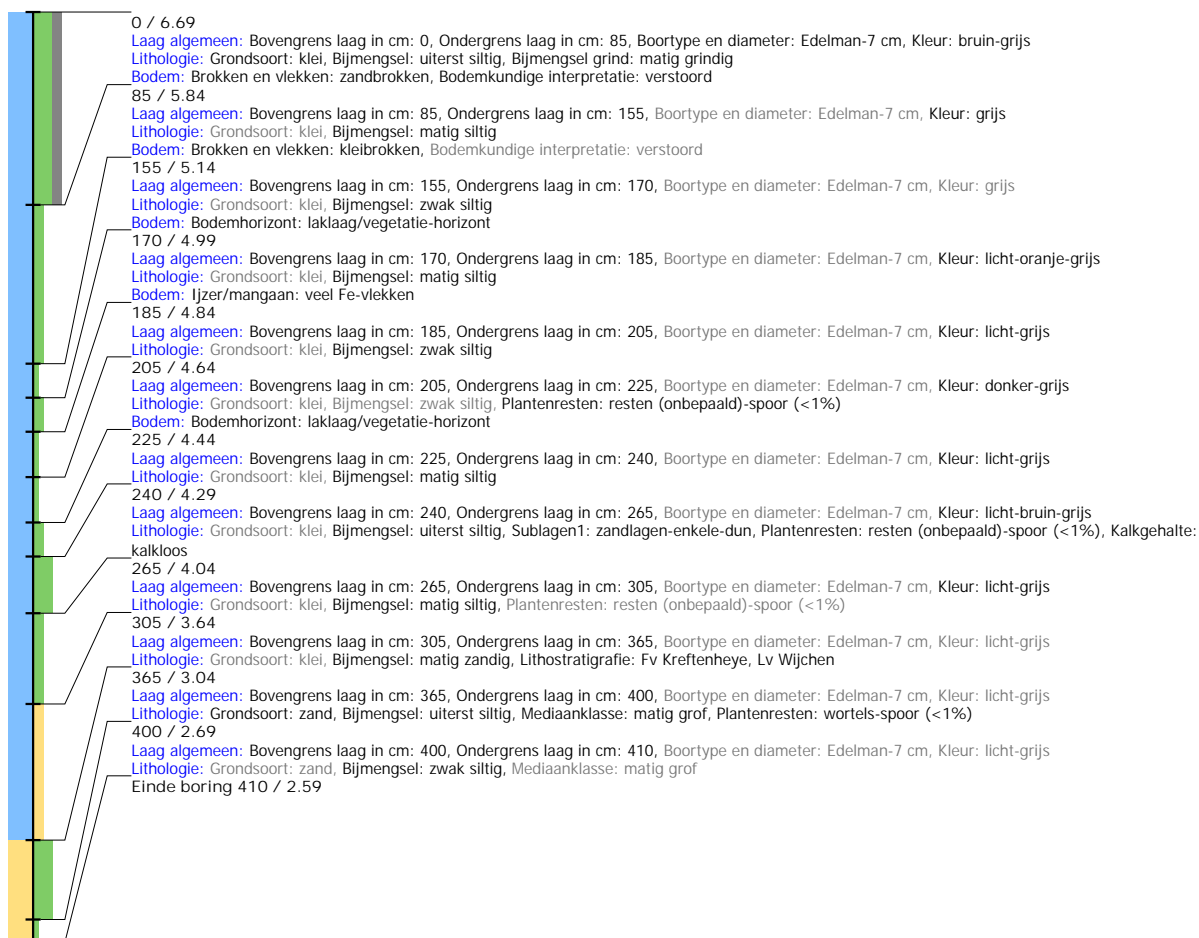 0 / 6.69
Laag algemeen: Bovengrens laag in cm: 0, Ondergrens laag in cm: 85, Boortype en diameter: Edelman-7 cm, Kleur: bruin-grijs
Lithologie: Grondsoort: klei, Bijmengsel: uiterst siltig, Bijmengsel grind: matig grindig
Bodem: Brokken en vlekken: zandbrokken, Bodemkundige interpretatie: verstoord
85 / 5.84
Laag algemeen: Bovengrens laag in cm: 85, Ondergrens laag in cm: 155, Boortype en diameter: Edelman-7 cm, Kleur: grijs
Lithologie: Grondsoort: klei, Bijmengsel: matig siltig
Bodem: Brokken en vlekken: kleibrokken, Bodemkundige interpretatie: verstoord
155 / 5.14
Laag algemeen: Bovengrens laag in cm: 155, Ondergrens laag in cm: 170, Boortype en diameter: Edelman-7 cm, Kleur: grijs
Lithologie: Grondsoort: klei, Bijmengsel: zwak siltig
Bodem: Bodemhorizont: laklaag/vegetatie-horizont
170 / 4.99
Laag algemeen: Bovengrens laag in cm: 170, Ondergrens laag in cm: 185, Boortype en diameter: Edelman-7 cm, Kleur: licht-oranje-grijs
Lithologie: Grondsoort: klei, Bijmengsel: matig siltig
Bodem: Ijzer/mangaan: veel Fe-vlekken
185 / 4.84
Laag algemeen: Bovengrens laag in cm: 185, Ondergrens laag in cm: 205, Boortype en diameter: Edelman-7 cm, Kleur: licht-grijs
Lithologie: Grondsoort: klei, Bijmengsel: zwak siltig
205 / 4.64
Laag algemeen: Bovengrens laag in cm: 205, Ondergrens laag in cm: 225, Boortype en diameter: Edelman-7 cm, Kleur: donker-grijs
Lithologie: Grondsoort: klei, Bijmengsel: zwak siltig, Plantenresten: resten (onbepaald)-spoor (<1%)
Bodem: Bodemhorizont: laklaag/vegetatie-horizont
225 / 4.44
Laag algemeen: Bovengrens laag in cm: 225, Ondergrens laag in cm: 240, Boortype en diameter: Edelman-7 cm, Kleur: licht-grijs
Lithologie: Grondsoort: klei, Bijmengsel: matig siltig
240 / 4.29
Laag algemeen: Bovengrens laag in cm: 240, Ondergrens laag in cm: 265, Boortype en diameter: Edelman-7 cm, Kleur: licht-bruin-grijs
Lithologie: Grondsoort: klei, Bijmengsel: uiterst siltig, Sublagen1: zandlagen-enkele-dun, Plantenresten: resten (onbepaald)-spoor (<1%), Kalkgehalte:
kalkloos
265 / 4.04
Laag algemeen: Bovengrens laag in cm: 265, Ondergrens laag in cm: 305, Boortype en diameter: Edelman-7 cm, Kleur: licht-grijs
Lithologie: Grondsoort: klei, Bijmengsel: matig siltig, Plantenresten: resten (onbepaald)-spoor (<1%)
305 / 3.64
Laag algemeen: Bovengrens laag in cm: 305, Ondergrens laag in cm: 365, Boortype en diameter: Edelman-7 cm, Kleur: licht-grijs
Lithologie: Grondsoort: klei, Bijmengsel: matig zandig, Lithostratigrafie: Fv Kreftenheye, Lv Wijchen
365 / 3.04
Laag algemeen: Bovengrens laag in cm: 365, Ondergrens laag in cm: 400, Boortype en diameter: Edelman-7 cm, Kleur: licht-grijs
Lithologie: Grondsoort: zand, Bijmengsel: uiterst siltig, Mediaanklasse: matig grof, Plantenresten: wortels-spoor (<1%)
400 / 2.69
Laag algemeen: Bovengrens laag in cm: 400, Ondergrens laag in cm: 410, Boortype en diameter: Edelman-7 cm, Kleur: licht-grijs
Lithologie: Grondsoort: zand, Bijmengsel: zwak siltig, Mediaanklasse: matig grof
Einde boring 410 / 2.59